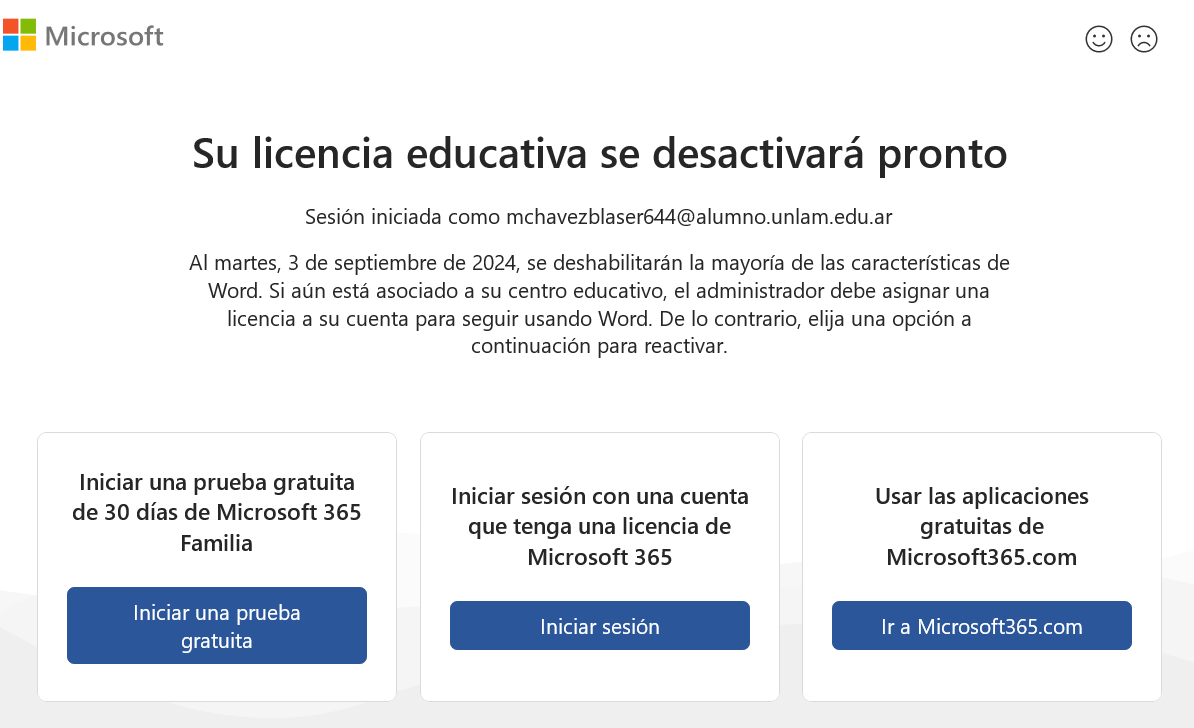 Microsoft
Su licencia educativa se desactivará pronto
Sesión iniciada como mchavezblaser644@alumno.unlam.edu.ar
Al martes, 3 de septiembre de 2024, se deshabilitarán la mayoría de las características de
Word. Si aún está asociado a su centro educativo, el administrador debe asignar una
licencia a su cuenta para seguir usando Word. De lo contrario, elija una opción a
continuación para reactivar.
Iniciar una prueba gratuita
de 30 días de Microsoft 365
Familia
Iniciar una prueba
gratuita
Iniciar sesión con una cuenta
que tenga una licencia de
Microsoft 365
Iniciar sesión
Usar las aplicaciones
gratuitas de
Microsoft365.com
Ir a Microsoft365.com